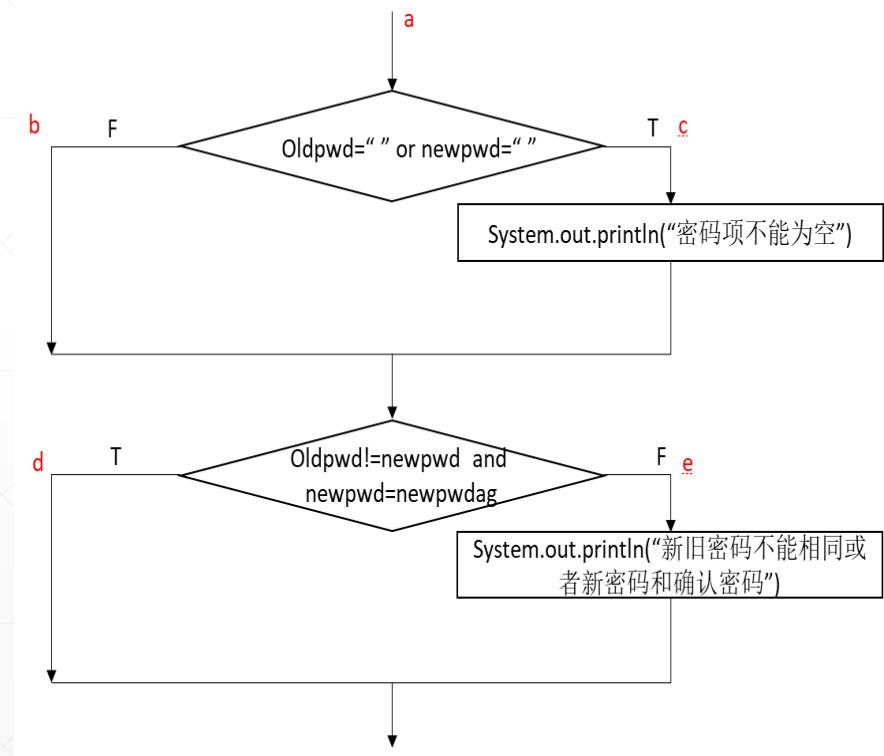 a
b
F
Oldpwd=“ ” or newpwd=“ ”
T
c
System.out.println(“密码项不能为空”)
d
T
Oldpwd!=newpwd and
newpwd=newpwdag
F
e
System.out.println(“新旧密码不能相同或
者新密码和确认密码”)